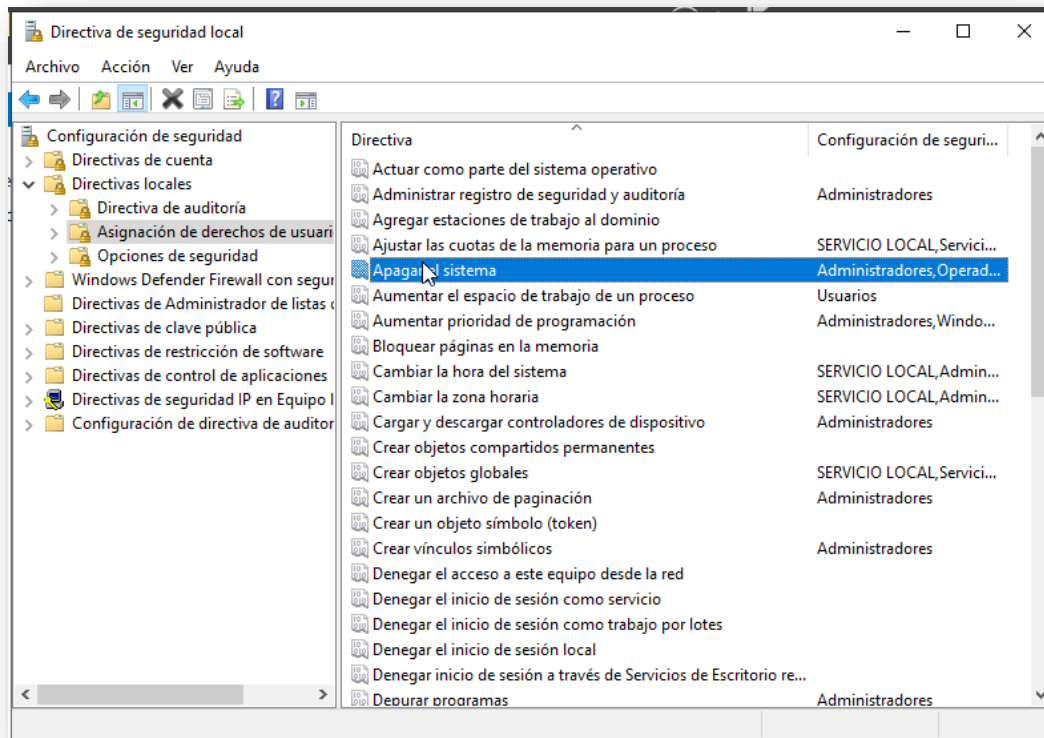 Directiva de seguridad local
Archivo Acción Ver Ayuda
Configuración de seguridad
Directivas de cuenta
Directivas locales
Directiva de auditoría
Asignación de derechos de usuari
Opciones de seguridad
Windows Defender Firewall con segur
Directivas de Administrador de listas
Directivas de clave pública
Directivas de restricción de software
Directivas de control de aplicaciones
Directivas de seguridad IP en Equipo l
Configuración de directiva de auditor
Directiva Configuración de seguri...
Actuar como parte del sistema operativo
Administrar registro de seguridad y auditoría Administradores
Agregar estaciones de trabajo al dominio
Ajustar las cuotas de la memoria para un proceso SERVICIO LOCAL,Servici...
Apagar el sistema Administradores,Operad...
Aumentar el espacio de trabajo de un proceso Usuarios
Aumentar prioridad de programación Administradores,Windo...
Bloquear páginas en la memoria
Cambiar la hora del sistema SERVICIO LOCAL,Admin...
Cambiar la zona horaria SERVICIO LOCAL,Admin...
Cargar y descargar controladores de dispositivo Administradores
Crear objetos compartidos permanentes
Crear objetos globales SERVICIO LOCAL,Servici...
Crear un archivo de paginación Administradores
Crear un objeto símbolo (token)
Crear vínculos simbólicos Administradores
Denegar el acceso a este equipo desde la red
Denegar el inicio de sesión como servicio
Denegar el inicio de sesión como trabajo por lotes
Denegar el inicio de sesión local
Denegar inicio de sesión a través de Servicios de Escritorio re...
Depurar programas Administradores